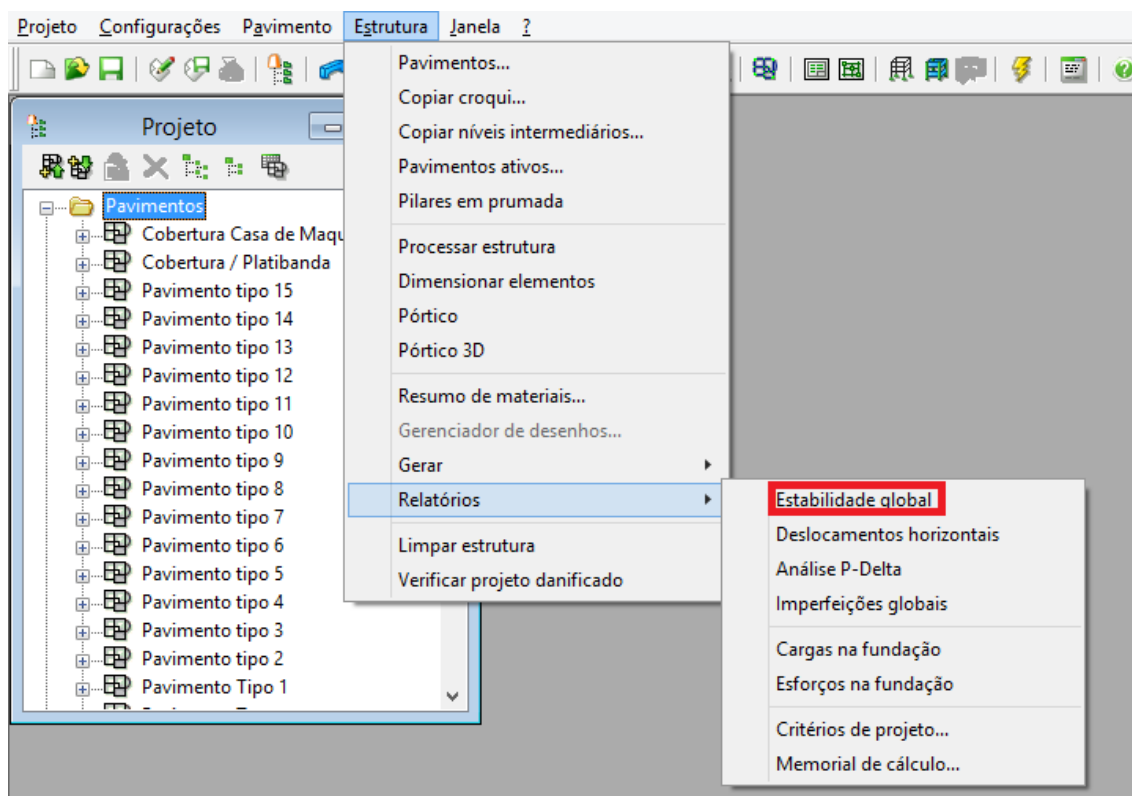 Projeto Configurações Pavimento Estrutura Janela ?
Projeto
Pavimentos
Cobertura Casa de Maqu
Cobertura / Platibanda
Pavimento tipo 15
Pavimento tipo 14
Pavimento tipo 13
Pavimento tipo 12
Pavimento tipo 11
Pavimento tipo 10
Pavimento tipo 9
Pavimento tipo 8
Pavimento tipo 7
Pavimento tipo 6
Pavimento tipo 5
Pavimento tipo 4
Pavimento tipo 3
Pavimento tipo 2
Pavimento Tipo 1
Pavimentos...
Copiar croqui...
Copiar níveis intermediários...
Pavimentos ativos...
Pilares em prumada
Processar estrutura
Dimensionar elementos
Pórtico
Pórtico 3D
Resumo de materiais...
Gerenciador de desenhos...
Gerar
Relatórios
Limpar estrutura
Verificar projeto danificado
Estabilidade global
Deslocamentos horizontais
Análise P-Delta
Imperfeições globais
Cargas na fundação
Esforços na fundação
Critérios de projeto...
Memorial de cálculo...